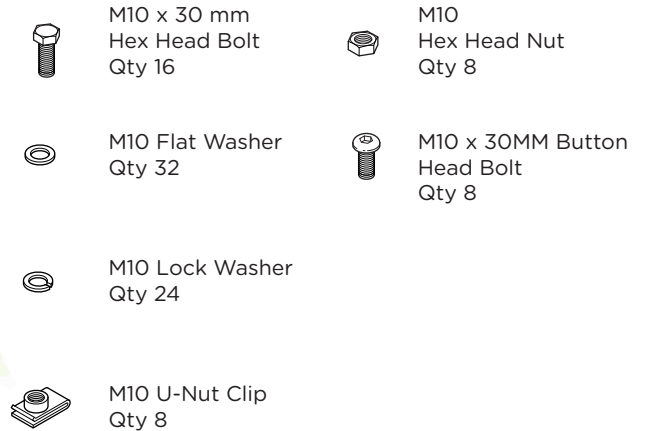 M10 x 30 mm
Hex Head Bolt
Qty 16
M10
Hex Head Nut
Qty 8
M10 Flat Washer
Qty 32
M10 x 30MM Button
Head Bolt
Qty 8
M10 Lock Washer
Qty 24
M10 U-Nut Clip
Qty 8